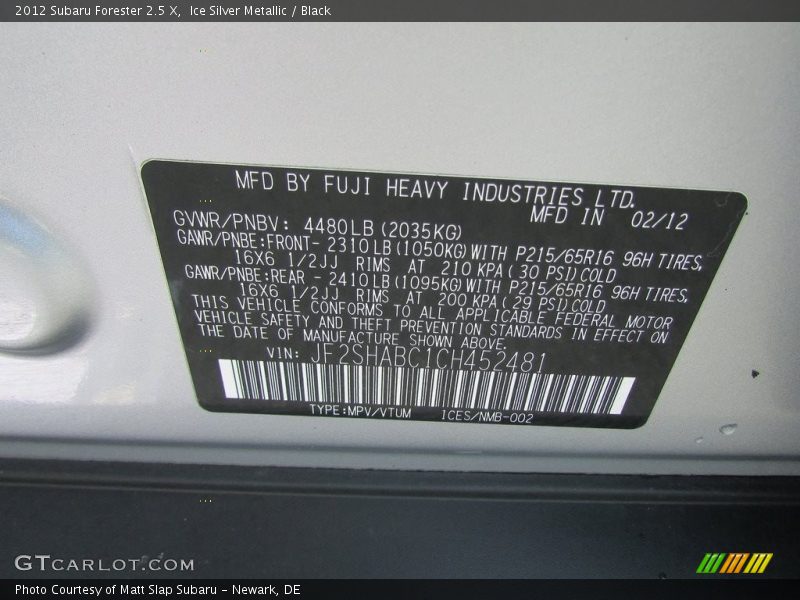 2012 Subaru Forester 2.5 X, Ice Silver Metallic / Black
MFD BY FUJI HEAVY INDUSTRIES LTD.
MFD IN 02/12
GVWR/PNBV: 4480LB (2035KG)
GAWR/PNBE:FRONT- 2310LB (1050KG) WITH P215/65R16 96H TIRES,
16X6 1/2JJ RIMS AT 210 KPA (30 PSI) COLD
GAWR/PNBE:REAR - 2410LB (1095KG) WITH P215/65R16 96H TIRES,
16X6 1/2JJ RIMS AT 200 KPA (29 PSI) COLD
THIS VEHICLE CONFORMS TO ALL APPLICABLE FEDERAL MOTOR
VEHICLE SAFETY AND THEFT PREVENTION STANDARDS IN EFFECT ON
THE DATE OF MANUFACTURE SHOWN ABOVE.
VIN: JF2SHABC1CH452481
TYPE:MPV/VTUM ICES/NMB-002
GTCARLOT.COM
Photo Courtesy of Matt Slap Subaru - Newark, DE